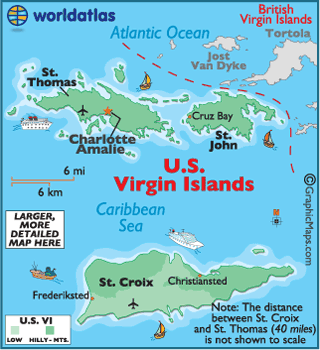 worldatlas
British
Virgin Islands
Atlantic Ocean
Tortola
Jost
Van Dyke
St.
Thomas
Cruz Bay
Charlotte
Amalie
St.
John
6 mi
6 km
U.S.
Virgin Islands
©GraphicMaps.com
LARGER,
MORE
DETAILED
MAP HERE
Caribbean
Sea
St. Croix
Christiansted
Frederiksted
U.S. VI
LOW HILLY - MTS.
Note: The distance
between St. Croix
and St. Thomas (40 miles)
is not shown to scale